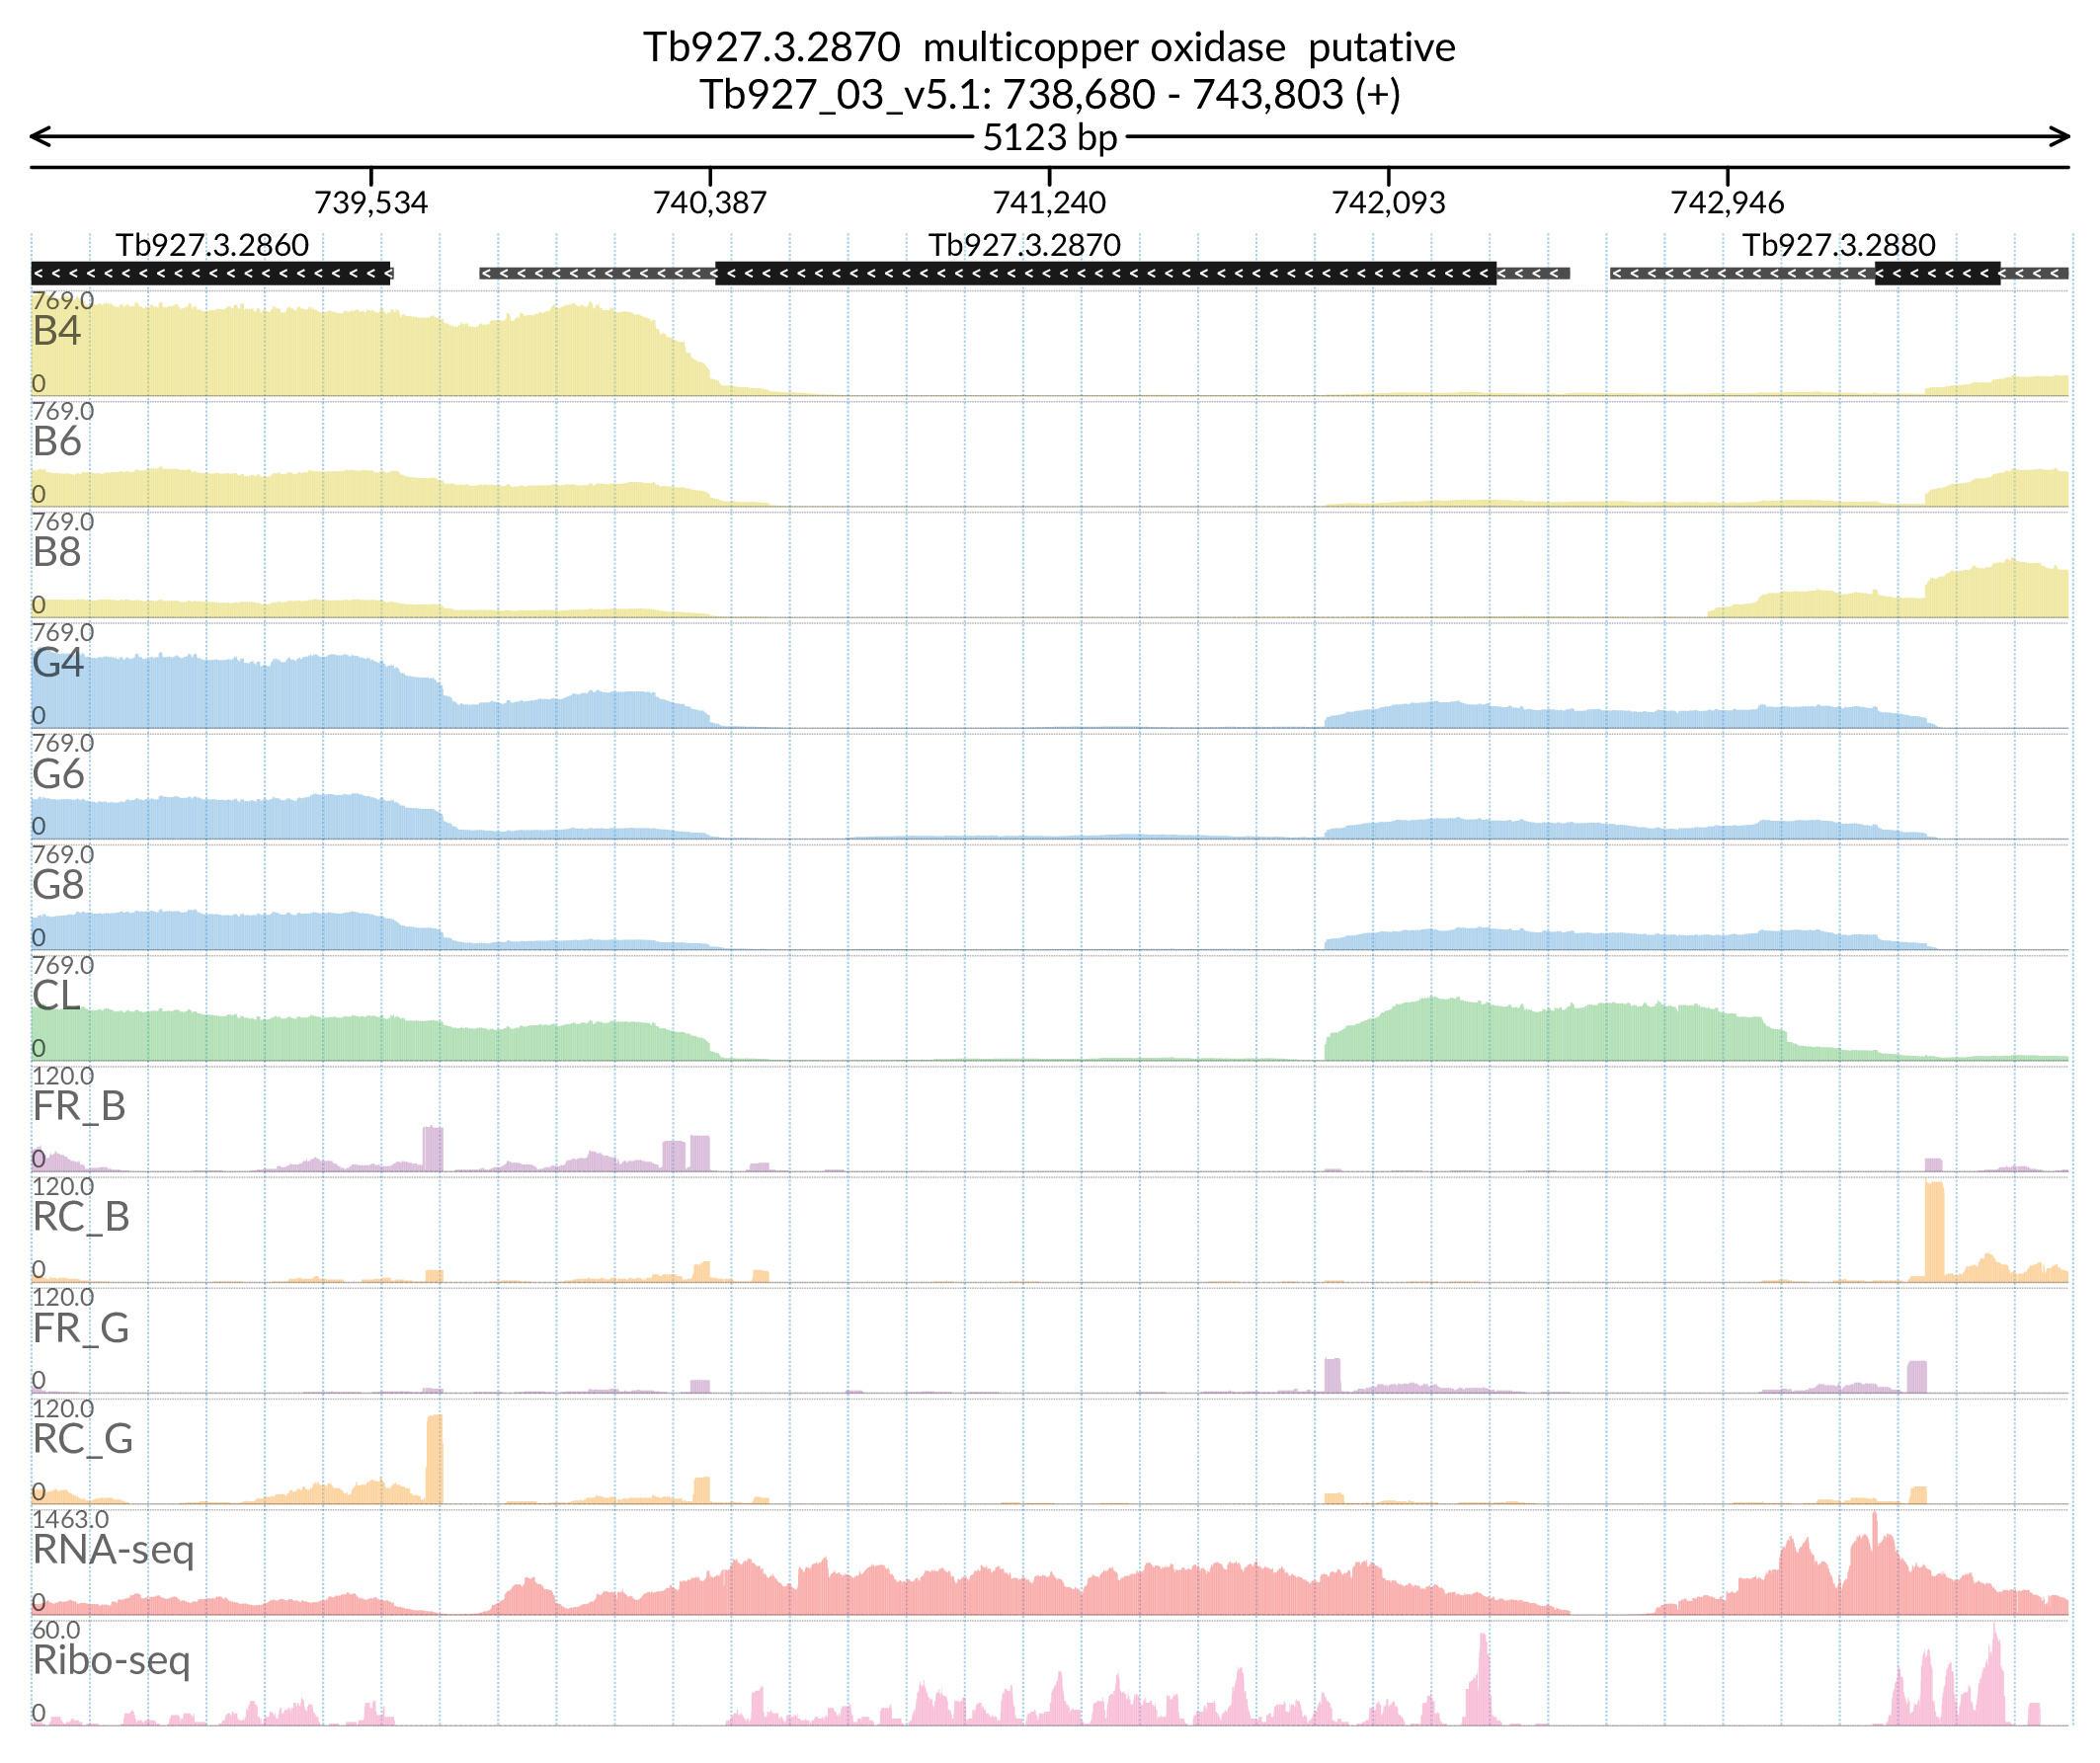 Tb927.3.2870  multicopper oxidase  putative
Tb927_03_v5.1: 738,680 - 743,803 (+)
5123 bp
739,534 740,387 741,240 742,093 742,946
Tb927.3.2860 Tb927.3.2870 Tb927.3.2880
769.0
B4
0
769.0
B6
0
769.0
B8
0
769.0
G4
0
769.0
G6
0
769.0
G8
0
769.0
CL
0
120.0
FR_B
0
120.0
RC_B
0
120.0
FR_G
0
120.0
RC_G
0
1463.0
RNA-seq
0
60.0
Ribo-seq
0